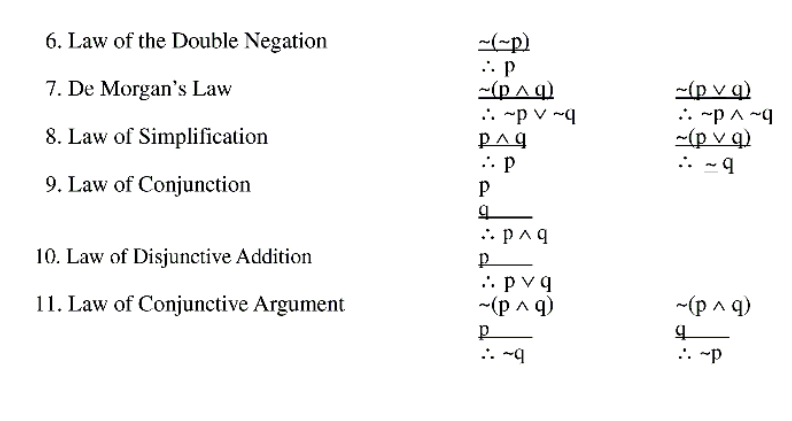 6. Law of the Double Negation ~(~p)
∴ p
7. De Morgan's Law ~(p ∧ q) ~(p ∨ q)
∴ ~p ∨ ~q ∴ ~p ∧ ~q
8. Law of Simplification p ∧ q ~(p ∨ q)
∴ p ∴ ~ q
9. Law of Conjunction p
q
∴ p ∧ q
10. Law of Disjunctive Addition p
∴ p ∨ q
11. Law of Conjunctive Argument ~(p ∧ q) ~(p ∧ q)
p q
∴ ~q ∴ ~p